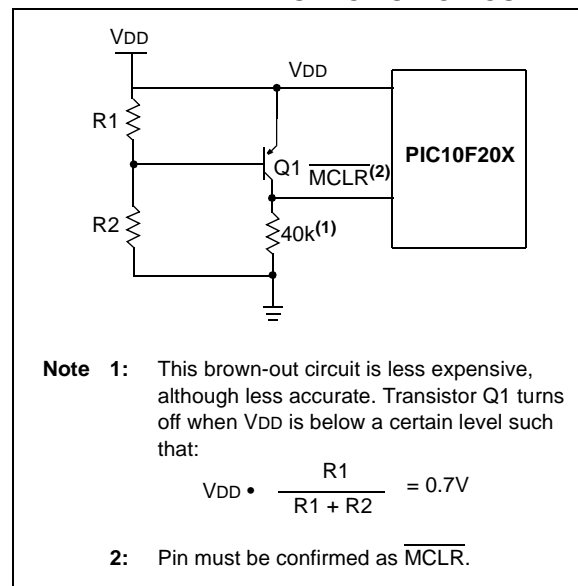 VDD
VDD
R1
PIC10F20X
Q1
MCLR(2)
R2
40k(1)
Note 1: This brown-out circuit is less expensive,
although less accurate. Transistor Q1 turns
off when VDD is below a certain level such
that:
VDD • R1 / R1 + R2 = 0.7V
2: Pin must be confirmed as MCLR.